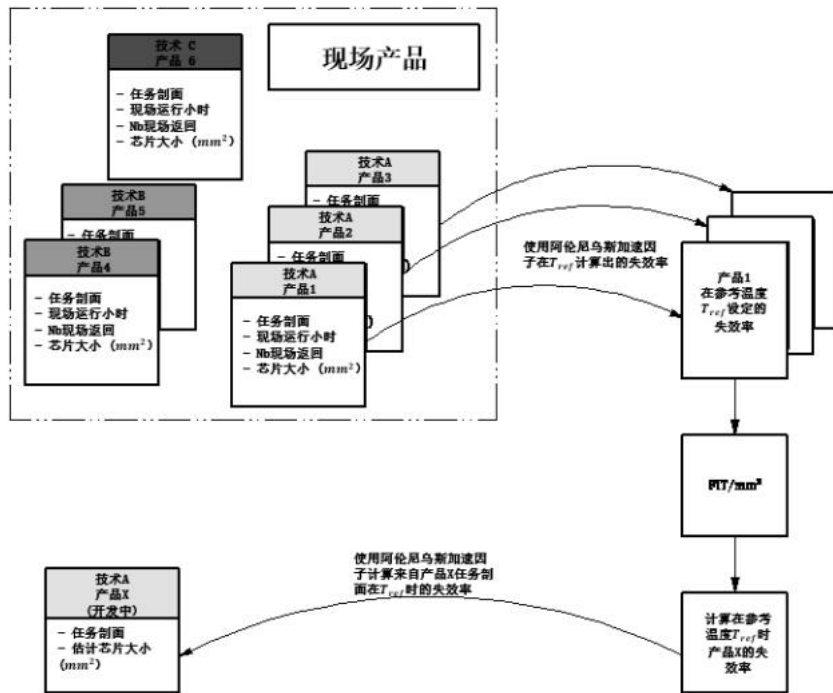 现场产品
技术 C
产品 6
- 任务剖面
- 现场运行小时
- Nb现场返回
- 芯片大小 (mm²)
技术B
产品5
- 任务剖面
技术B
产品4
- 任务剖面
- 现场运行小时
- Nb现场返回
- 芯片大小 (mm²)
技术A
产品3
- 任务剖面
技术A
产品2
- 任务剖面
)
技术A
产品1
- 任务剖面
- 现场运行小时
- Nb现场返回
- 芯片大小 (mm²)
)
使用阿伦尼乌斯加速因
子在T_ref计算出的失效率
产品1
在参考温度
T_ref设定的
失效率
FIT/mm²
计算在参考
温度T_ref时
产品X的失
效率
使用阿伦尼乌斯加速因
子计算来自产品X任务剖
面在T_ref时的失效率
技术A
产品X
(开发中)
- 任务剖面
- 估计芯片大小
(mm²)